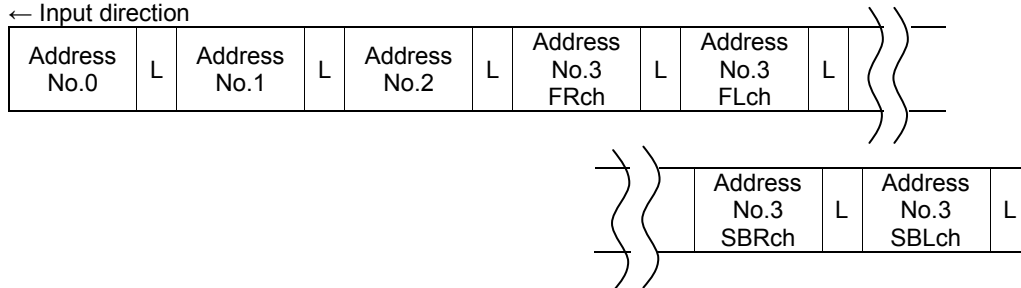 ← Input direction
Address
No.0
L
Address
No.1
L
Address
No.2
L
Address
No.3
FRch
L
Address
No.3
FLch
L
Address
No.3
SBRch
L
Address
No.3
SBLch
L